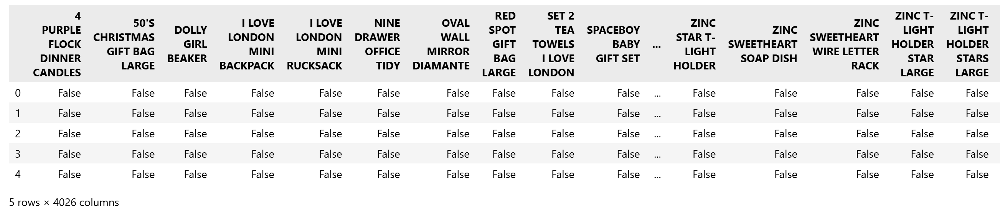 4 PURPLE FLOCK DINNER CANDLES 50'S CHRISTMAS GIFT BAG LARGE DOLLY GIRL BEAKER I LOVE LONDON MINI BACKPACK I LOVE LONDON MINI RUCKSACK NINE DRAWER OFFICE TIDY OVAL WALL MIRROR DIAMANTE RED SPOT GIFT BAG LARGE SET 2 TEA TOWELS I LOVE LONDON SPACEBOY BABY GIFT SET ... ZINC STAR T-LIGHT HOLDER ZINC SWEETHEART SOAP DISH ZINC SWEETHEART WIRE LETTER RACK ZINC T-LIGHT HOLDER STAR LARGE ZINC T-LIGHT HOLDER STARS LARGE
0 False False False False False False False False False False ... False False False False False
1 False False False False False False False False False False ... False False False False False
2 False False False False False False False False False False ... False False False False False
3 False False False False False False False False False False ... False False False False False
4 False False False False False False False False False False ... False False False False False
5 rows × 4026 columns